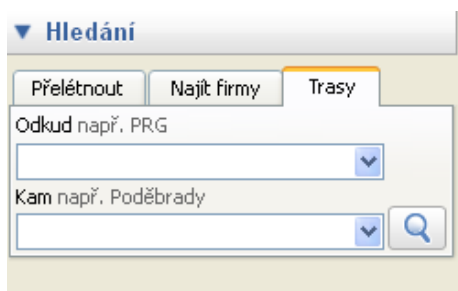 Hledání
Přelétnout Najít firmy Trasy
Odkud např. PRG
Kam např. Poděbrady